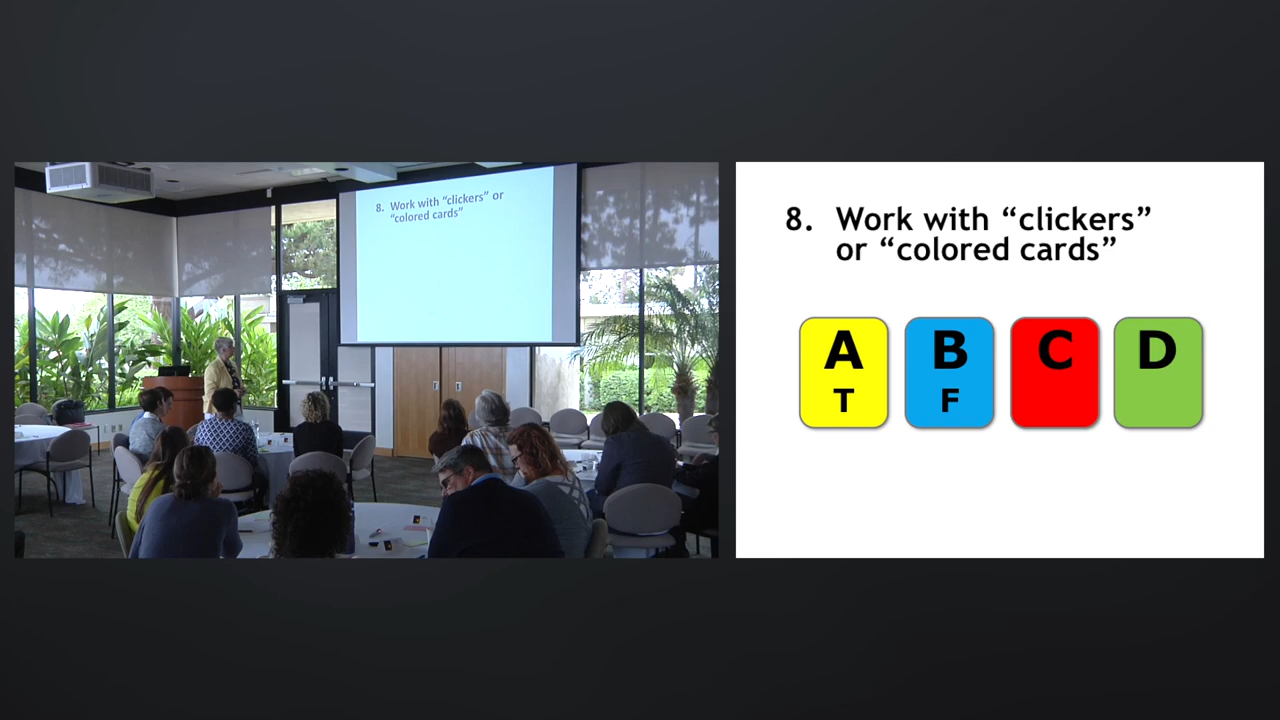 8. Work with “clickers” or
“colored cards”
8. Work with “clickers”
or “colored cards”
A B C D
T F